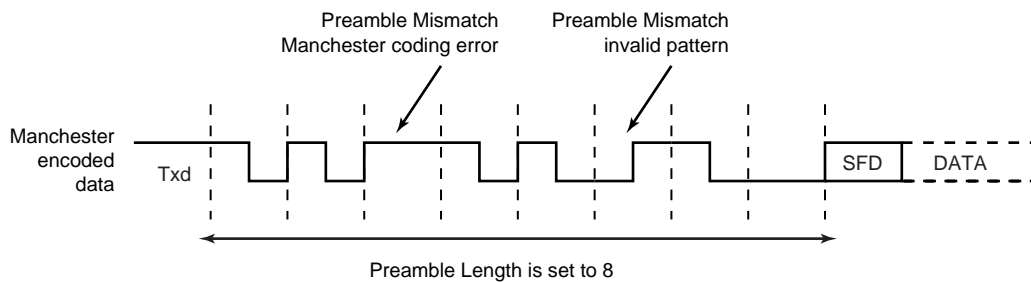 Preamble Mismatch
Manchester coding error
Preamble Mismatch
invalid pattern
Manchester
encoded
data
Txd
SFD
DATA
Preamble Length is set to 8